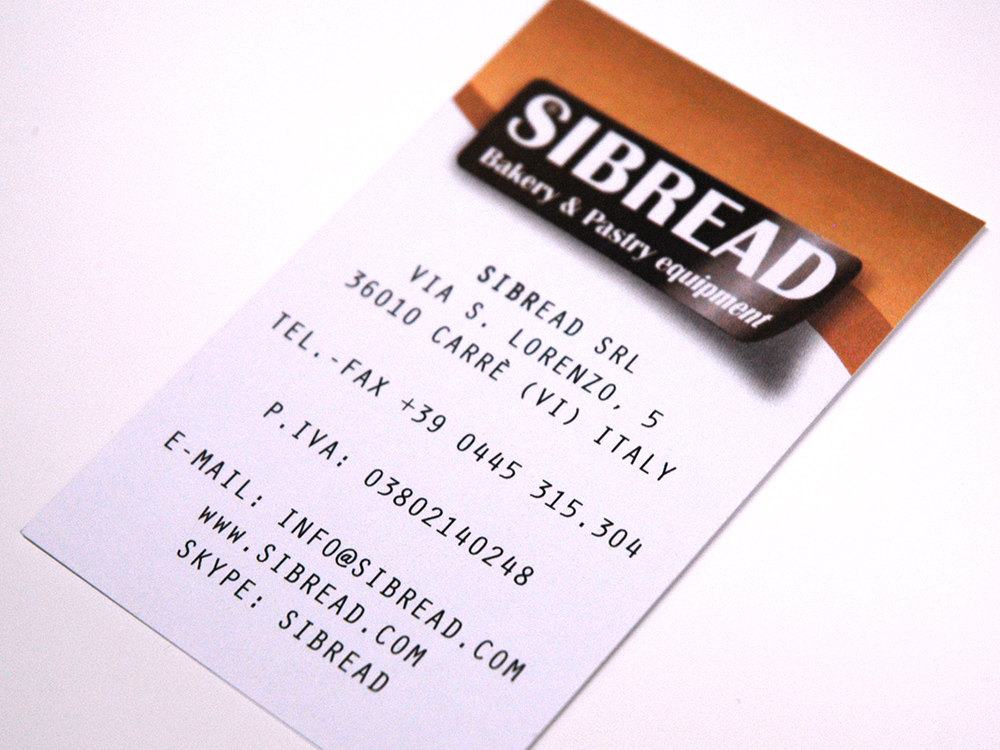 SIBREAD
Bakery & Pastry equipment
SIBREAD SRL
VIA S. LORENZO, 5
36010 CARRÈ (VI) ITALY
TEL.-FAX +39 0445 315.304
P.IVA: 03802140248
E-MAIL: INFO@SIBREAD.COM
www.SIBREAD.COM
SKYPE: SIBREAD